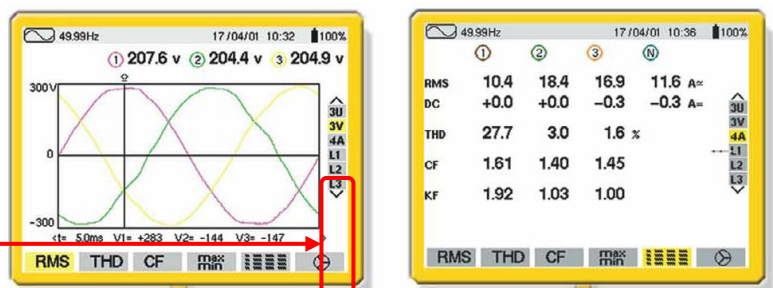 49.99Hz 17/04/01 10:32 100%
1 207.6 V 2 204.4 V 3 204.9 V
300V
0
-300
3U
3V
4A
L1
L2
L3
<t= 5.0ms V1= +283 V2= -144 V3= -147 >
RMS THD CF max min
49.99Hz 17/04/01 10:36 100%
1 2 3 N
RMS 10.4 18.4 16.9 11.6 A≃
DC +0.0 +0.0 -0.3 -0.3 A=
THD 27.7 3.0 1.6 %
CF 1.61 1.40 1.45
KF 1.92 1.03 1.00
3U
3V
4A
L1
L2
L3
RMS THD CF max min